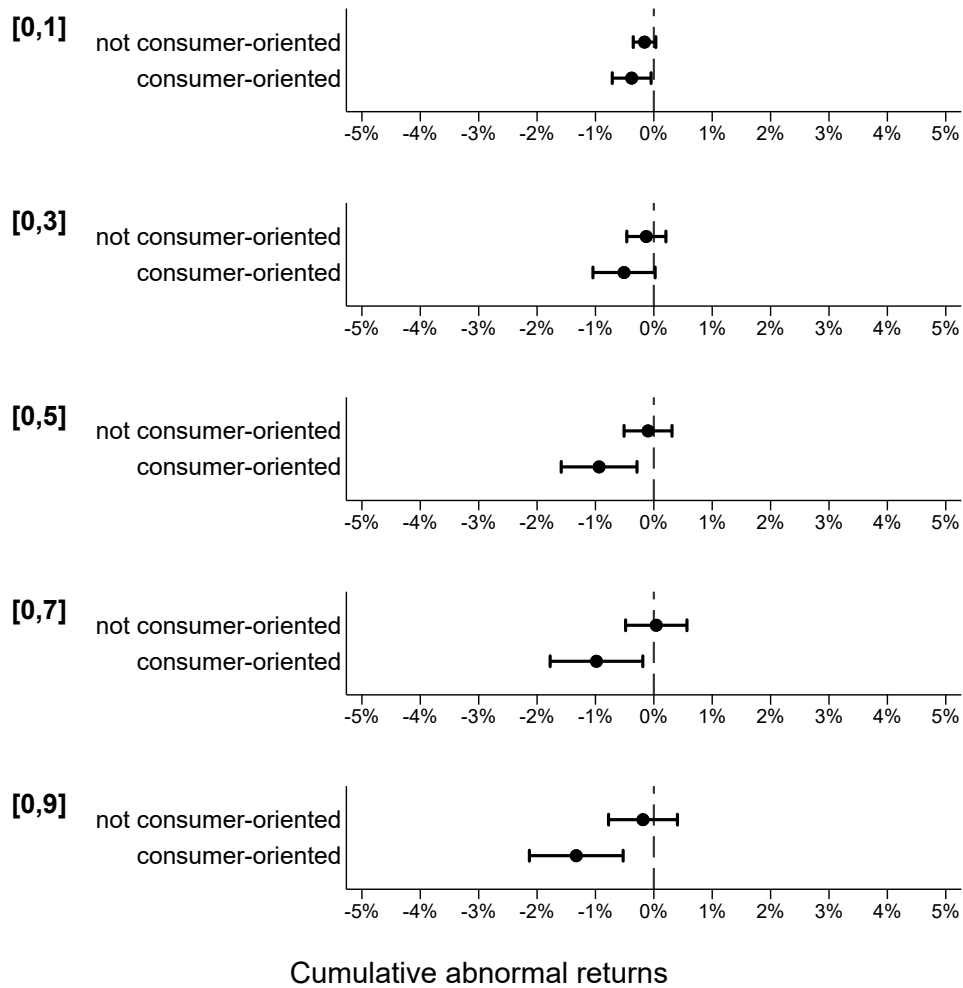 [0,1]
not consumer-oriented
consumer-oriented
-5% -4% -3% -2% -1% 0% 1% 2% 3% 4% 5%
[0,3]
not consumer-oriented
consumer-oriented
-5% -4% -3% -2% -1% 0% 1% 2% 3% 4% 5%
[0,5]
not consumer-oriented
consumer-oriented
-5% -4% -3% -2% -1% 0% 1% 2% 3% 4% 5%
[0,7]
not consumer-oriented
consumer-oriented
-5% -4% -3% -2% -1% 0% 1% 2% 3% 4% 5%
[0,9]
not consumer-oriented
consumer-oriented
-5% -4% -3% -2% -1% 0% 1% 2% 3% 4% 5%
Cumulative abnormal returns